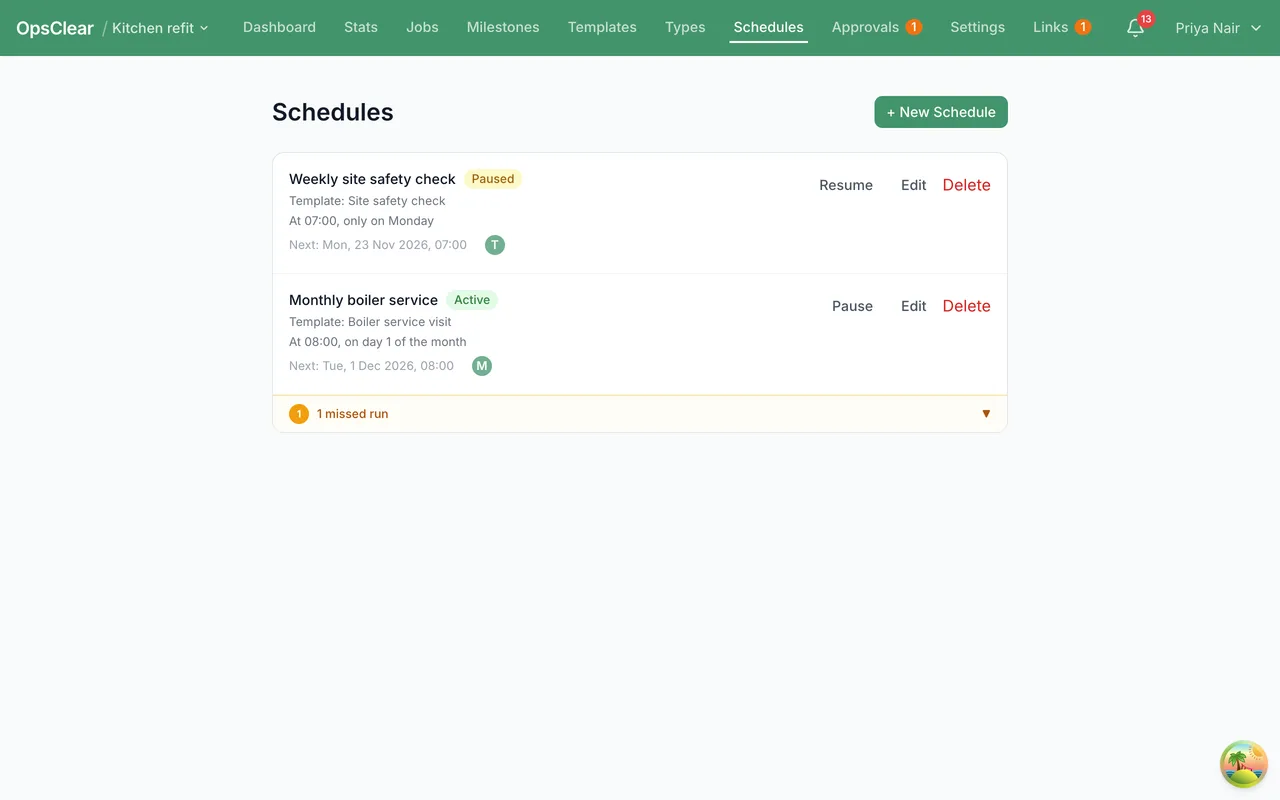 OpsClear / Kitchen refit Dashboard Stats Jobs Milestones Templates Types Schedules Approvals 1 Settings Links 1 13 Priya Nair
Schedules
+ New Schedule
Weekly site safety check Paused
Resume Edit Delete
Template: Site safety check
At 07:00, only on Monday
Next: Mon, 23 Nov 2026, 07:00 T
Monthly boiler service Active
Pause Edit Delete
Template: Boiler service visit
At 08:00, on day 1 of the month
Next: Tue, 1 Dec 2026, 08:00 M
1 1 missed run ▼